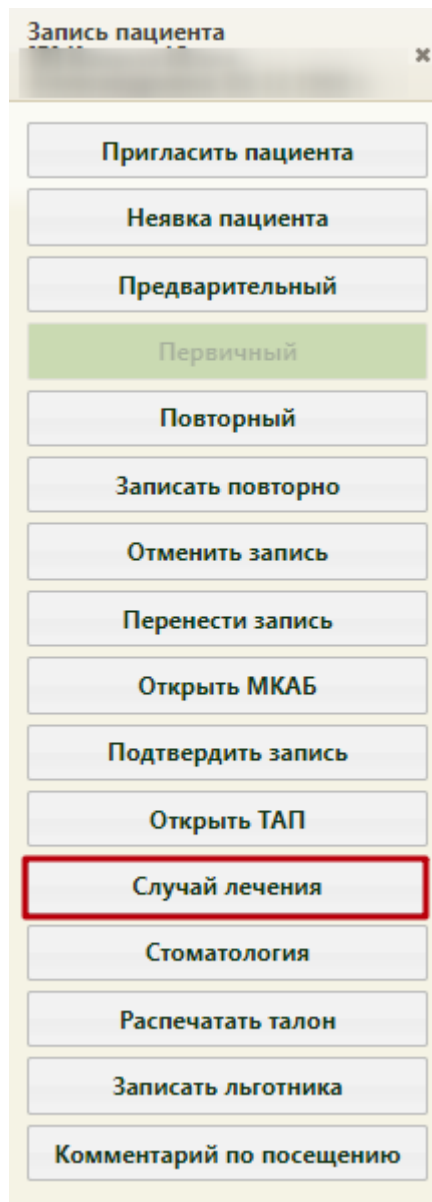 Запись пациента
Пригласить пациента
Неявка пациента
Предварительный
Первичный
Повторный
Записать повторно
Отменить запись
Перенести запись
Открыть МКАБ
Подтвердить запись
Открыть ТАП
Случай лечения
Стоматология
Распечатать талон
Записать льготника
Комментарий по посещению